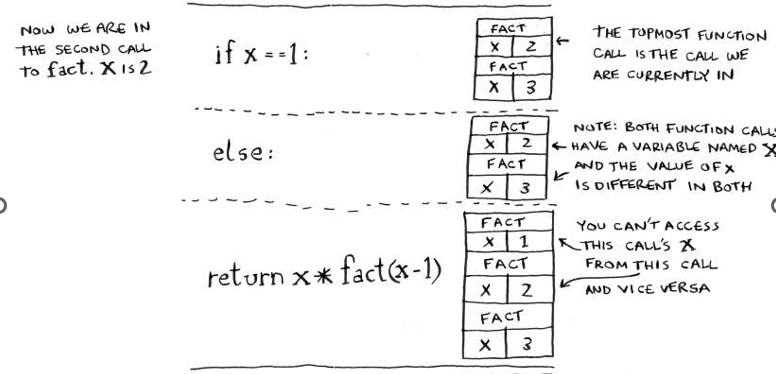 NOW WE ARE IN
THE SECOND CALL
TO fact. X IS 2
if x ==1:
FACT
X 2
FACT
X 3
← THE TOPMOST FUNCTION
CALL IS THE CALL WE
ARE CURRENTLY IN
else:
FACT
X 2
FACT
X 3
NOTE: BOTH FUNCTION CALLS
← HAVE A VARIABLE NAMED X
AND THE VALUE OF X
IS DIFFERENT IN BOTH
return x * fact(x-1)
FACT
X 1
FACT
X 2
FACT
X 3
YOU CAN'T ACCESS
THIS CALL'S X
FROM THIS CALL
AND VICE VERSA